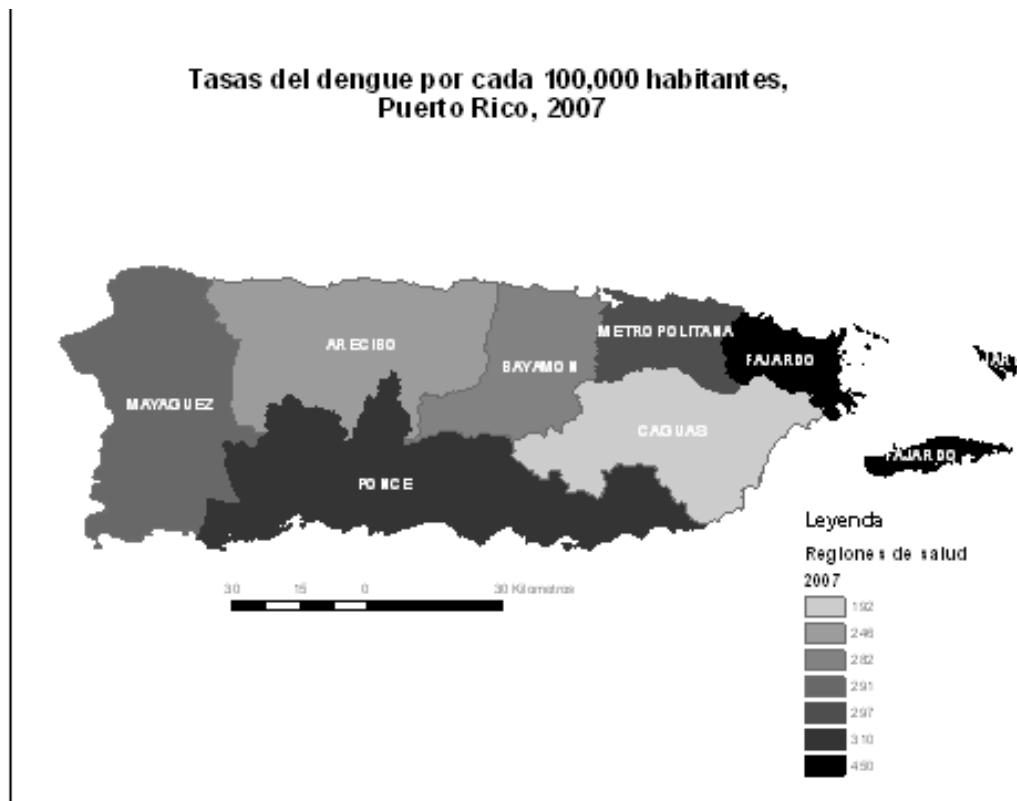 Tasas del dengue por cada 100,000 habitantes,
Puerto Rico, 2007
METROPOLITANA
ARECIBO
FAJARDO
BAYAMON
MAYAGUEZ
CAGUAS
FAJARDO
PONCE
Leyenda
Regiones de salud
2007
30 15 0 30 Kilometros
192
246
282
291
297
310
450